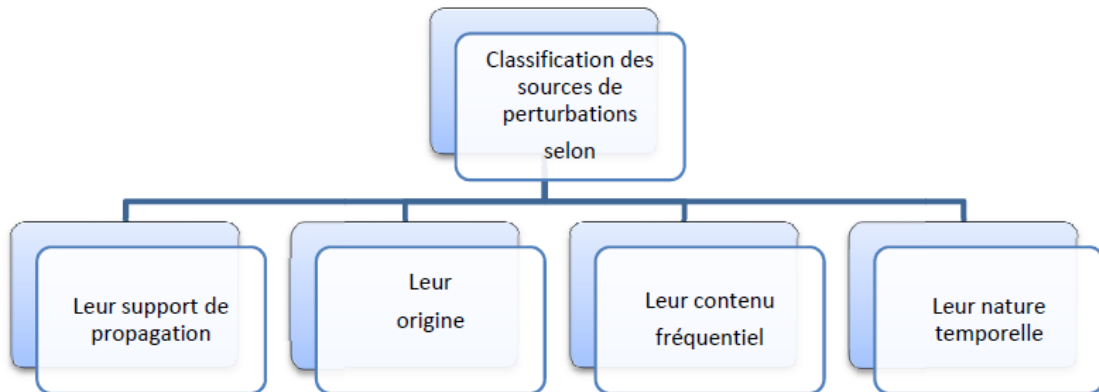 Classification des
sources de
perturbations
selon
Leur support de
propagation
Leur
origine
Leur contenu
fréquentiel
Leur nature
temporelle